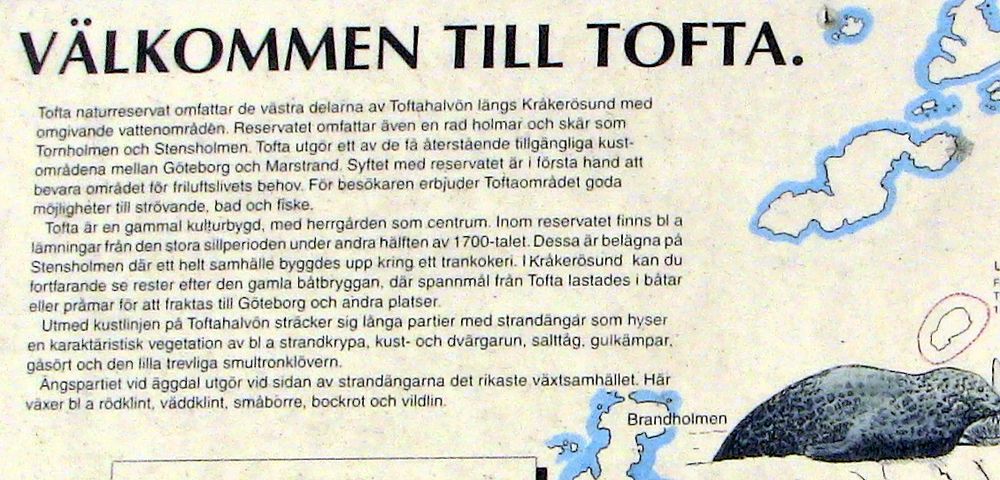 VÄLKOMMEN TILL TOFTA.
Tofta naturreservat omfattar de västra delarna av Toftahalvön längs Kråkerösund med
omgivande vattenområden. Reservatet omfattar även en rad holmar och skär som
Tornholmen och Stensholmen. Tofta utgör ett av de få återstående tillgängliga kust-
områdena mellan Göteborg och Marstrand. Syftet med reservatet är i första hand att
bevara området för friluftslivets behov. För besökaren erbjuder Toftaområdet goda
möjligheter till strövande, bad och fiske.
Tofta är en gammal kulturbygd, med herrgården som centrum. Inom reservatet finns bl a
lämningar från den stora sillperioden under andra hälften av 1700-talet. Dessa är belägna på
Stensholmen där ett helt samhälle byggdes upp kring ett trankokeri. I Kråkerösund kan du
fortfarande se rester efter den gamla båtbryggan, där spannmål från Tofta lastades i båtar
eller pråmar för att fraktas till Göteborg och andra platser.
Utmed kustlinjen på Toftahalvön sträcker sig långa partier med strandängar som hyser
en karaktäristisk vegetation av bl a strandkrypa, kust- och dvärgarun, salttåg, gulkämpar,
gåsört och den lilla trevliga smultronklövern.
Ängspartiet vid äggdal utgör vid sidan av strandängarna det rikaste växtsamhället. Här
växer bl a rödklint, väddklint, småborre, bockrot och vildlin.
Brandholmen